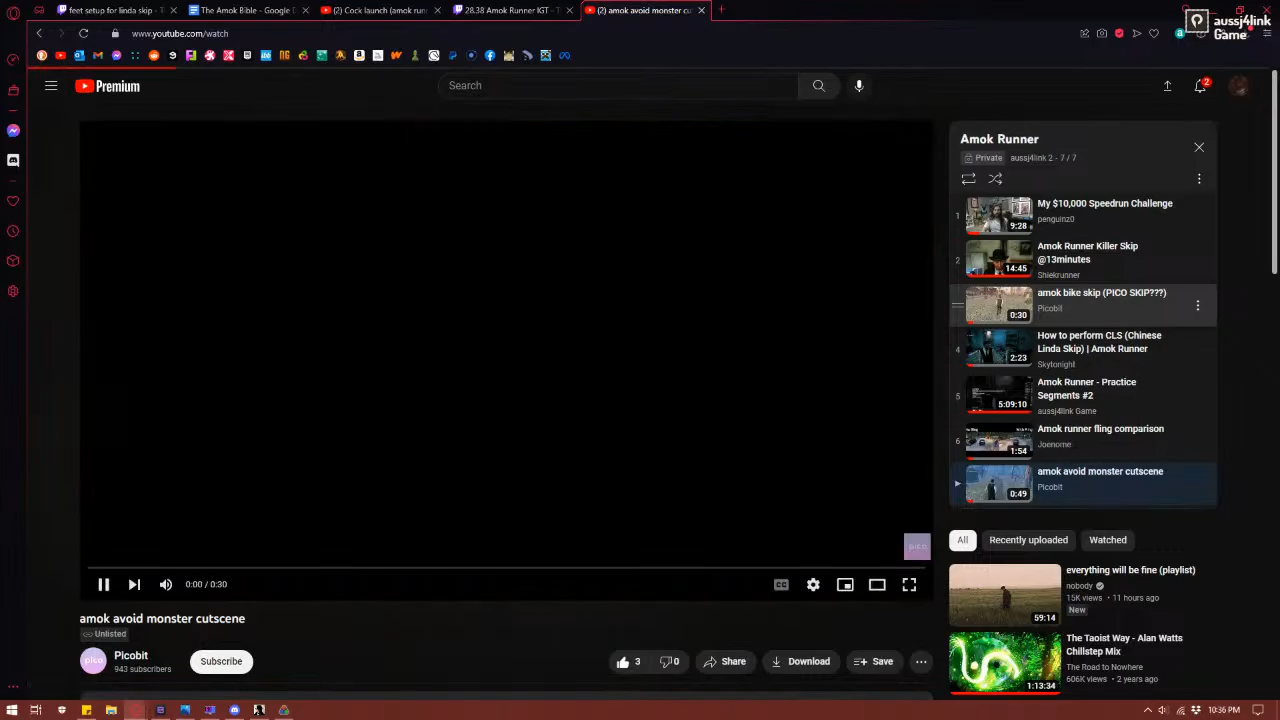 feet setup for linda skip - T
The Amok Bible - Google D
(2) Cock launch (amok run
28.38 Amok Runner IGT - T
(2) amok avoid monster cu
aussj4link
Game
www.youtube.com/watch
Premium
Search
2
Amok Runner
Private aussj4link 2 - 7 / 7
1
My $10,000 Speedrun Challenge
penguinz0
9:28
2
Amok Runner Killer Skip
@13minutes
Shiekrunner
14:45
amok bike skip (PICO SKIP???)
Picobit
0:30
4
How to perform CLS (Chinese
Linda Skip) | Amok Runner
Skytonight
2:23
5
Amok Runner - Practice
Segments #2
aussj4link Game
5:09:10
6
Amok runner fling comparison
Joenome
1:54
amok avoid monster cutscene
Picobit
0:49
pico
0:00 / 0:30
CC
All
Recently uploaded
Watched
everything will be fine (playlist)
nobody
15K views • 11 hours ago
New
59:14
The Taoist Way - Alan Watts
Chillstep Mix
The Road to Nowhere
606K views • 2 years ago
1:13:34
amok avoid monster cutscene
Unlisted
pico
Picobit
943 subscribers
Subscribe
3
0
Share
Download
Save
10:36 PM